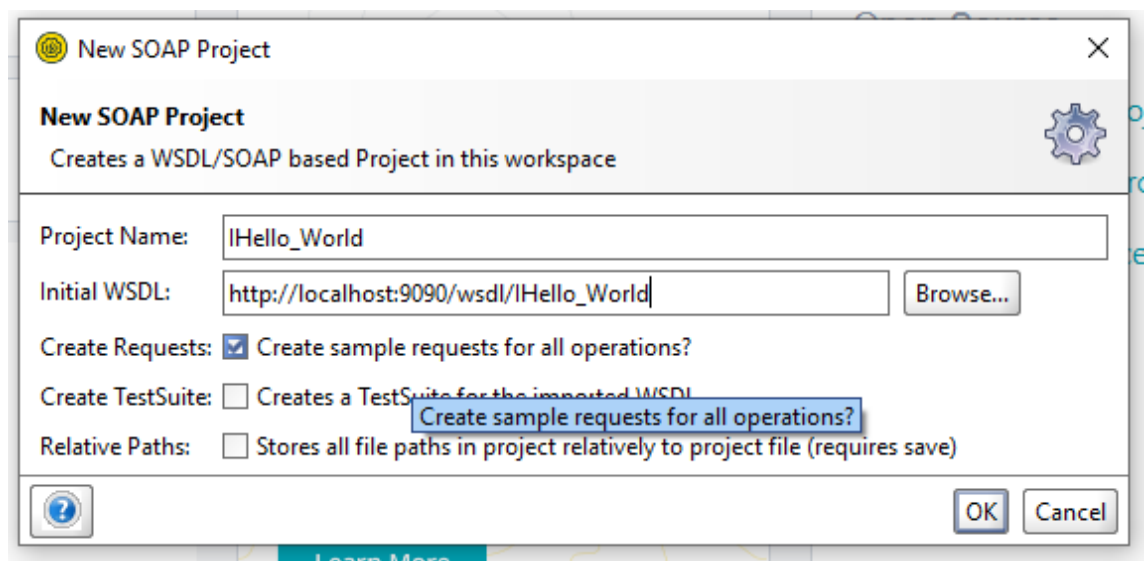 New SOAP Project
New SOAP Project
Creates a WSDL/SOAP based Project in this workspace
Project Name: IHello_World
Initial WSDL: http://localhost:9090/wsdl/IHello_World Browse...
Create Requests: Create sample requests for all operations?
Create TestSuite: Creates a TestSuite for the imported WSDL
Create sample requests for all operations?
Relative Paths: Stores all file paths in project relatively to project file (requires save)
OK Cancel
Learn More